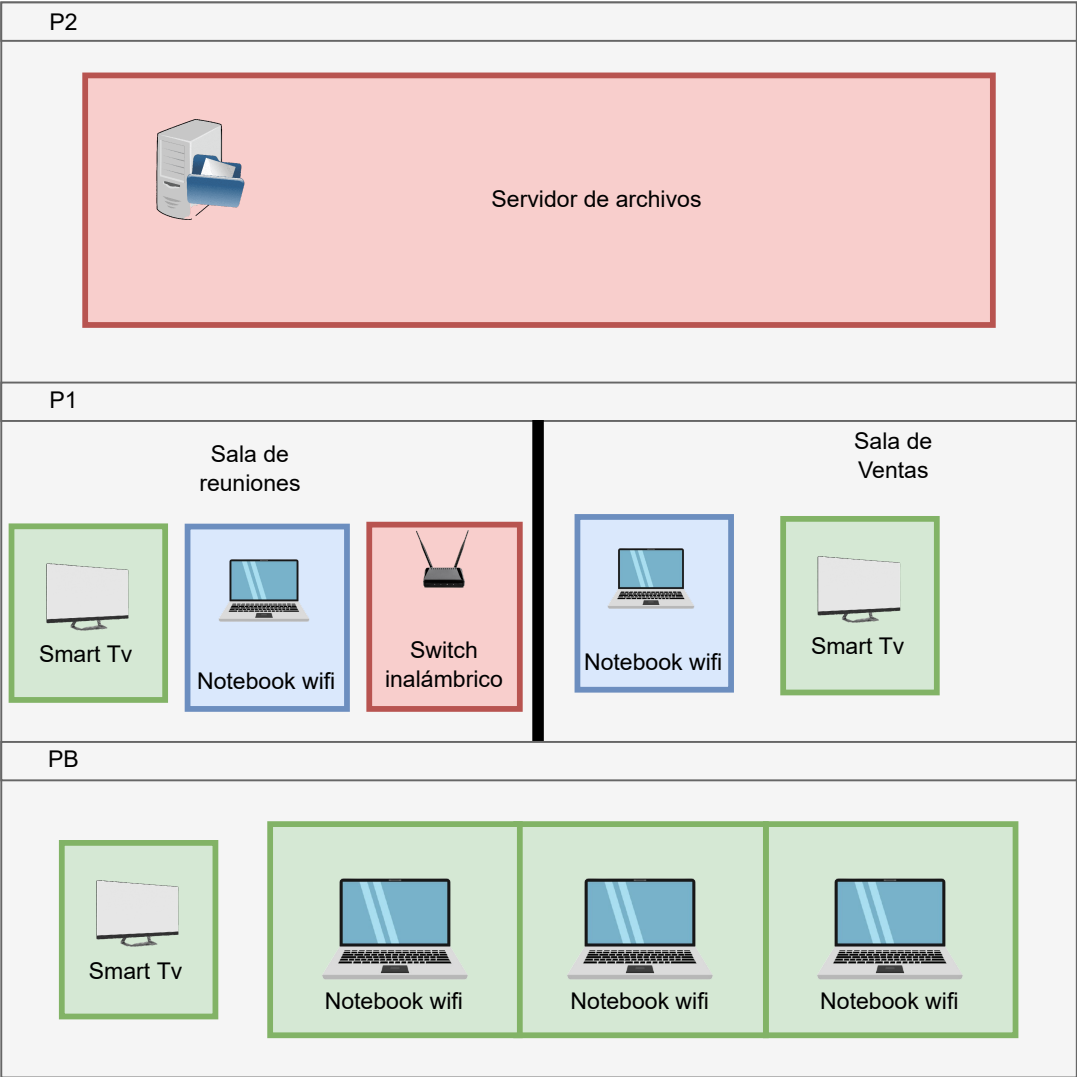 P2
Servidor de archivos
P1
Sala de
reuniones
Smart Tv
Notebook wifi
Switch
inalámbrico
Sala de
Ventas
Notebook wifi
Smart Tv
PB
Smart Tv
Notebook wifi
Notebook wifi
Notebook wifi